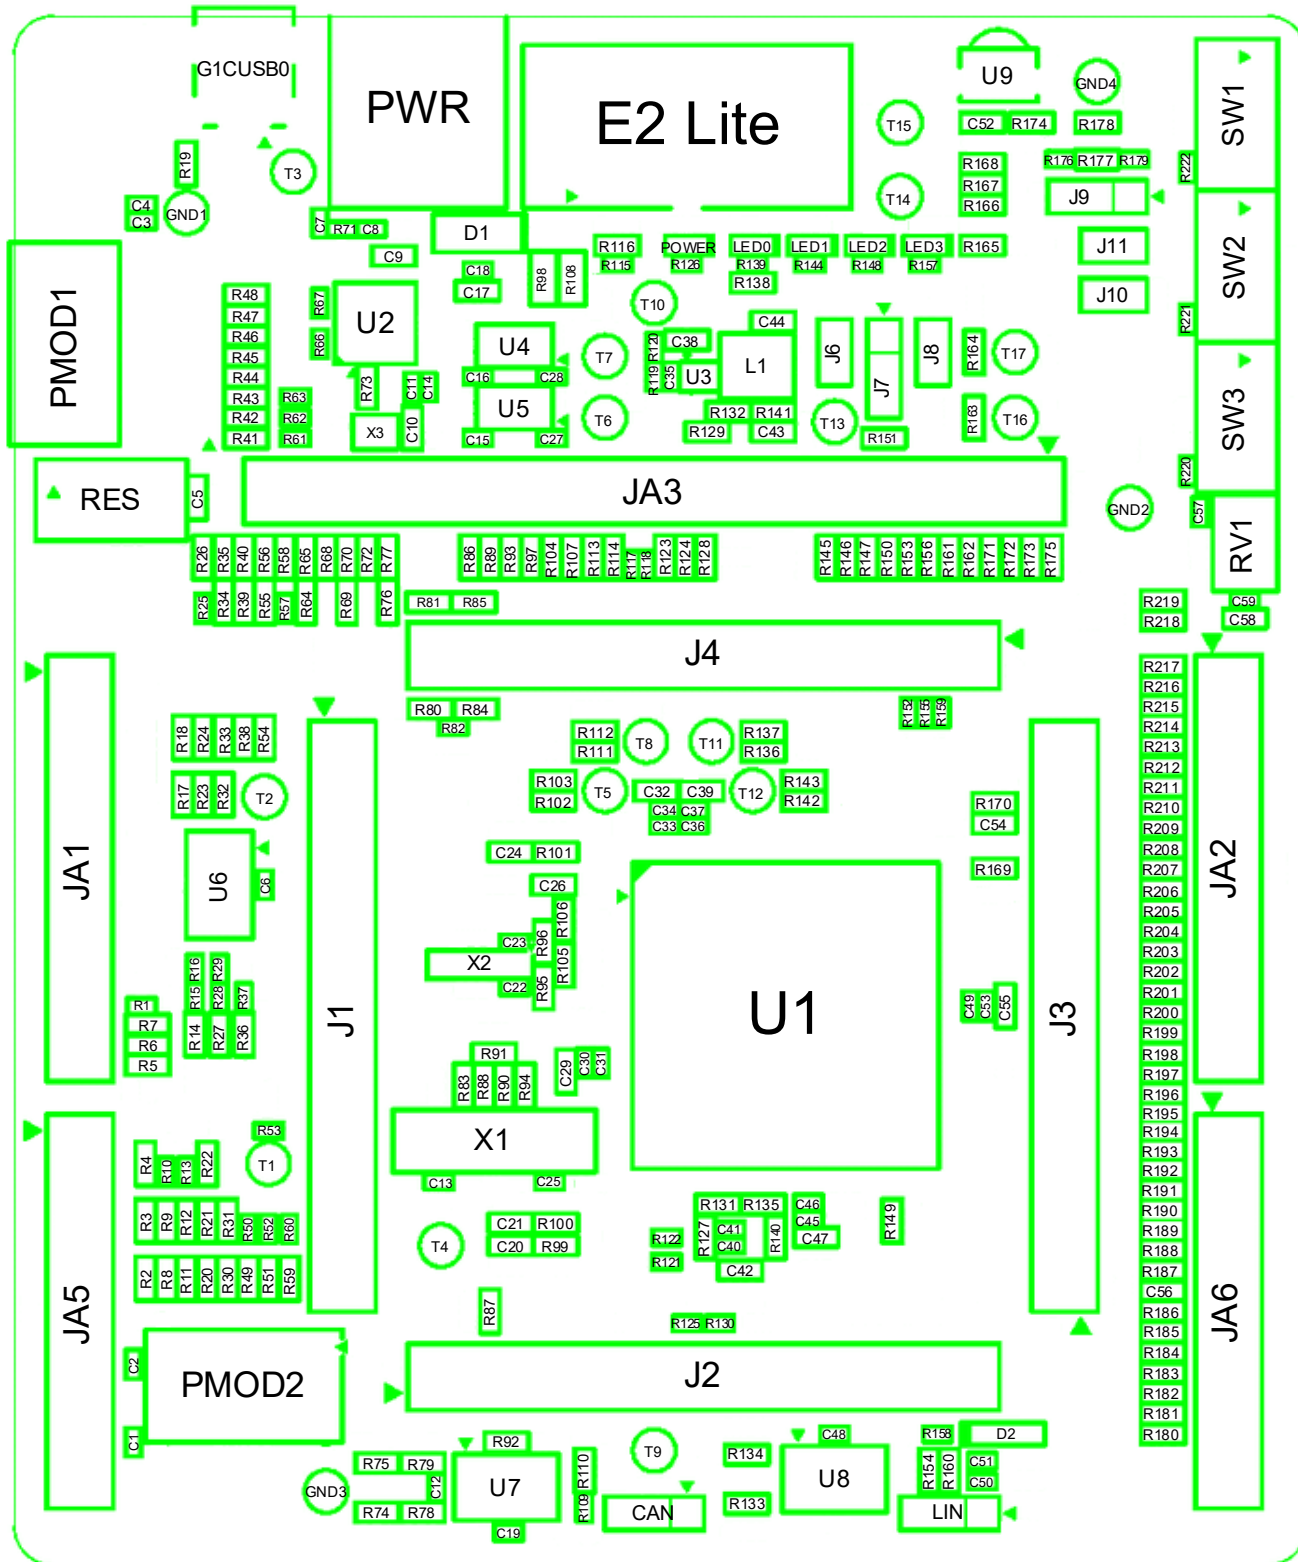 G1CUSB0
PWR
E2 Lite
U9
GND4
SW1
C52 R174 R178
T15
R19
T3
R168
R176 R177 R179
R222
R167
T14
R166
J9
C4
C3
GND1
C7
R71 C8
D1
R116
POWER
LED0
LED1
LED2
LED3
R165
J11
SW2
C9
R115
R126
R139
R144
R148
R157
C18
R98
R108
R138
C17
J10
PMOD1
R48
R67
T10
R47
U2
C44
R221
R46
R66
U4
R120
C38
J6
J7
J8
R164
T17
R45
T7
U3
L1
R44
R73
C11
C14
C16
C28
R119
C35
R43
R63
U5
R132 R141
T13
R163
T16
SW3
R42
R62
X3
C10
T6
R129
C43
R151
R41
R61
C15
C27
R220
RES
C5
JA3
GND2
C57
RV1
R26
R35
R40
R56
R58
R65
R68
R70
R72
R77
R86
R89
R93
R97
R104
R107
R113
R114
R117
R118
R123
R124
R128
R145
R146
R147
R150
R153
R156
R161
R162
R171
R172
R173
R175
R25
R34
R39
R55
R57
R64
R69
R76
R81 R85
R219
C59
R218
C58
J4
R217
R216
R80 R84
R82
R152
R155
R159
R215
R18
R24
R33
R38
R54
R214
R112
T8
T11
R137
R213
R111
R136
R212
R17
R23
R32
T2
R103
T5
C32 C39
T12
R143
R211
R102
C34 C37
R142
R170
R210
C33 C36
C54
R209
JA1
U6
C6
C24 R101
R208
JA2
R169
R207
C26
R206
R106
R205
R96
R204
C23
X2
R105
R203
R16
R29
R202
C22
R95
U1
R15
R28
R37
C49
C53
C55
R201
R1
J1
J3
R200
R7
R14
R27
R36
R199
R6
R91
R198
R5
R83
R88
R90
R94
C29
C30
C31
R197
R196
X1
R195
R53
R194
R4
R10
R13
R22
T1
R193
R192
C13
C25
R191
R131 R135
C46
R3
R9
R12
R21
R31
R50
R52
R60
C21 R100
R127
C41
R140
C45
R149
R190
R189
T4
C20 R99
R122
C40
C47
R188
R121
C42
R187
R2
R8
R11
R20
R30
R49
R51
R59
C56
JA5
R87
R125 R130
R186
JA6
R185
C2
R184
PMOD2
J2
R183
R182
C1
R181
R92
T9
C48
R158
D2
R180
R75 R79
R110
R134
R154
R160
C51
GND3
C12
U7
U8
C50
R74 R78
R109
CAN
R133
LIN
C19